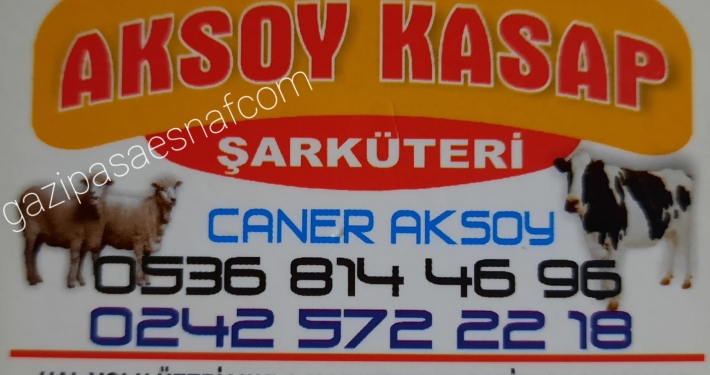 AKSOY KASAP
ŞARKÜTERİ
gazipasaesnafcom
CANER AKSOY
0536 814 46 96
0242 572 22 18